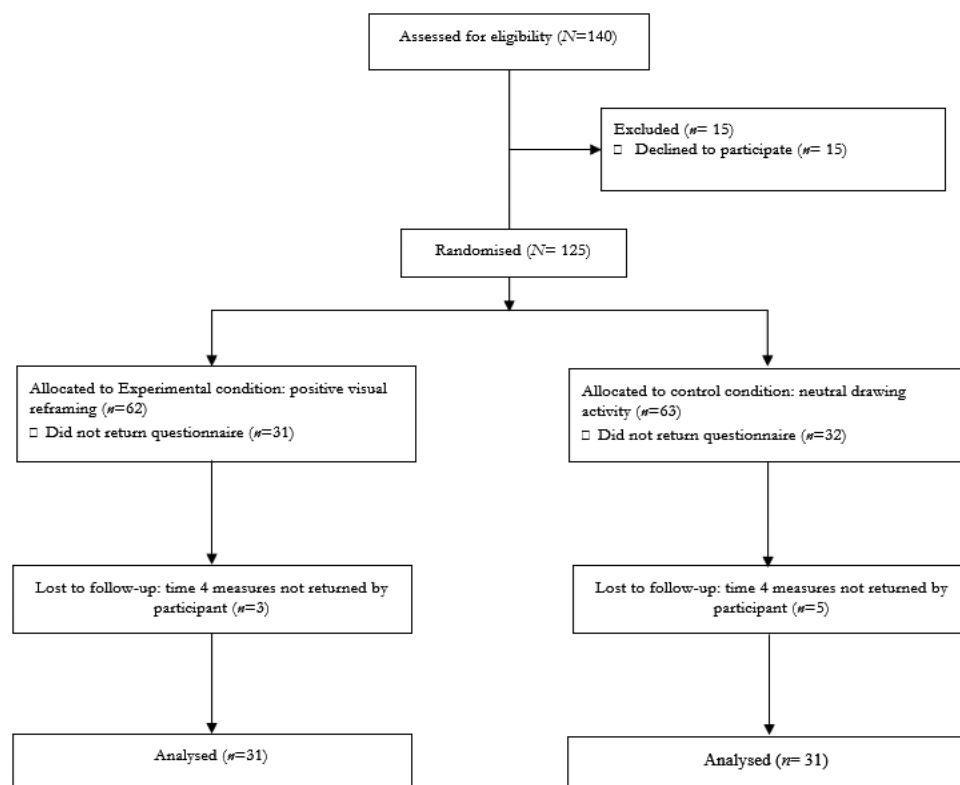 Assessed for eligibility (N=140)
Excluded (n= 15)
□ Declined to participate (n= 15)
Randomised (N= 125)
Allocated to Experimental condition: positive visual
reframing (n=62)
□ Did not return questionnaire (n=31)
Allocated to control condition: neutral drawing
activity (n=63)
□ Did not return questionnaire (n=32)
Lost to follow-up: time 4 measures not returned by
participant (n=3)
Lost to follow-up: time 4 measures not returned by
participant (n=5)
Analysed (n=31)
Analysed (n= 31)